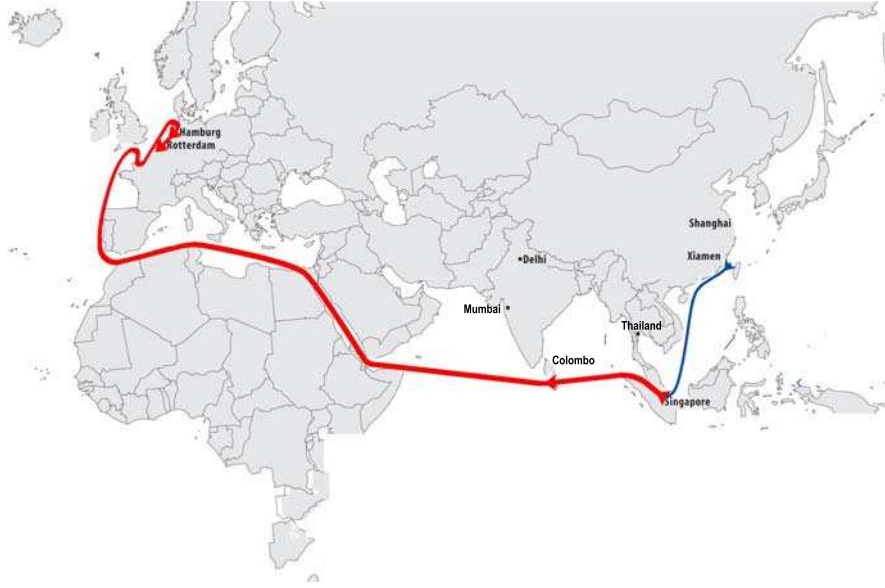 Hamburg
Rotterdam
Shanghai
Xiamen
Delhi
Mumbai
Thailand
Colombo
Singapore